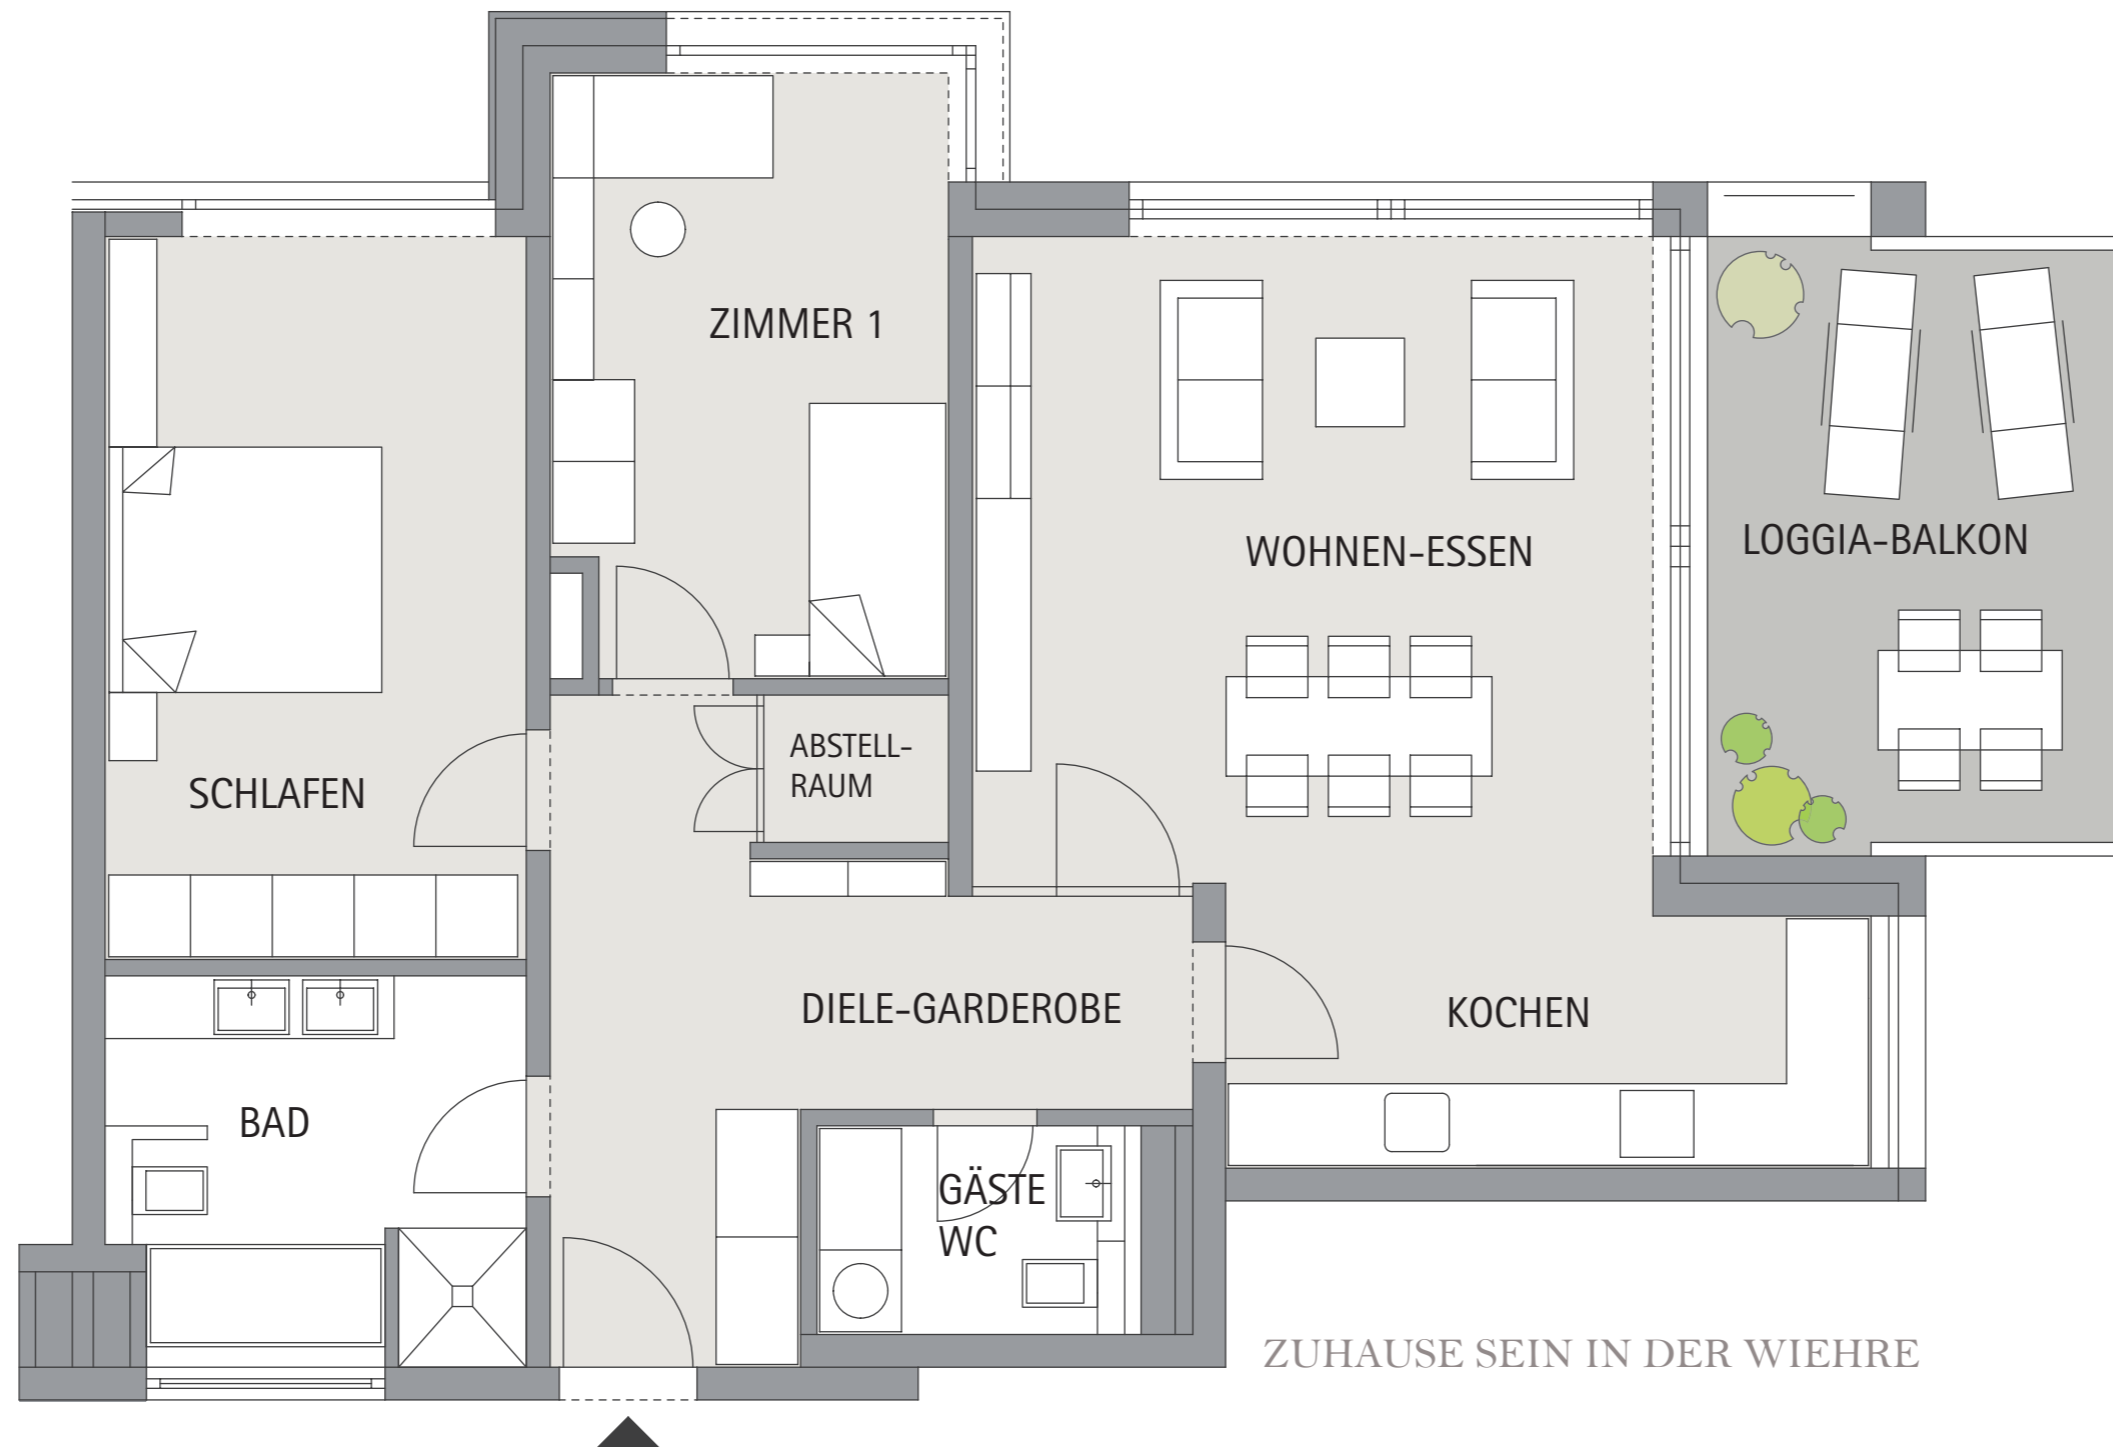 ZIMMER 1
WOHNEN-ESSEN
LOGGIA-BALKON
ABSTELL-
RAUM
SCHLAFEN
DIELE-GARDEROBE
KOCHEN
BAD
GÄSTE
WC
ZUHAUSE SEIN IN DER WIEHRE